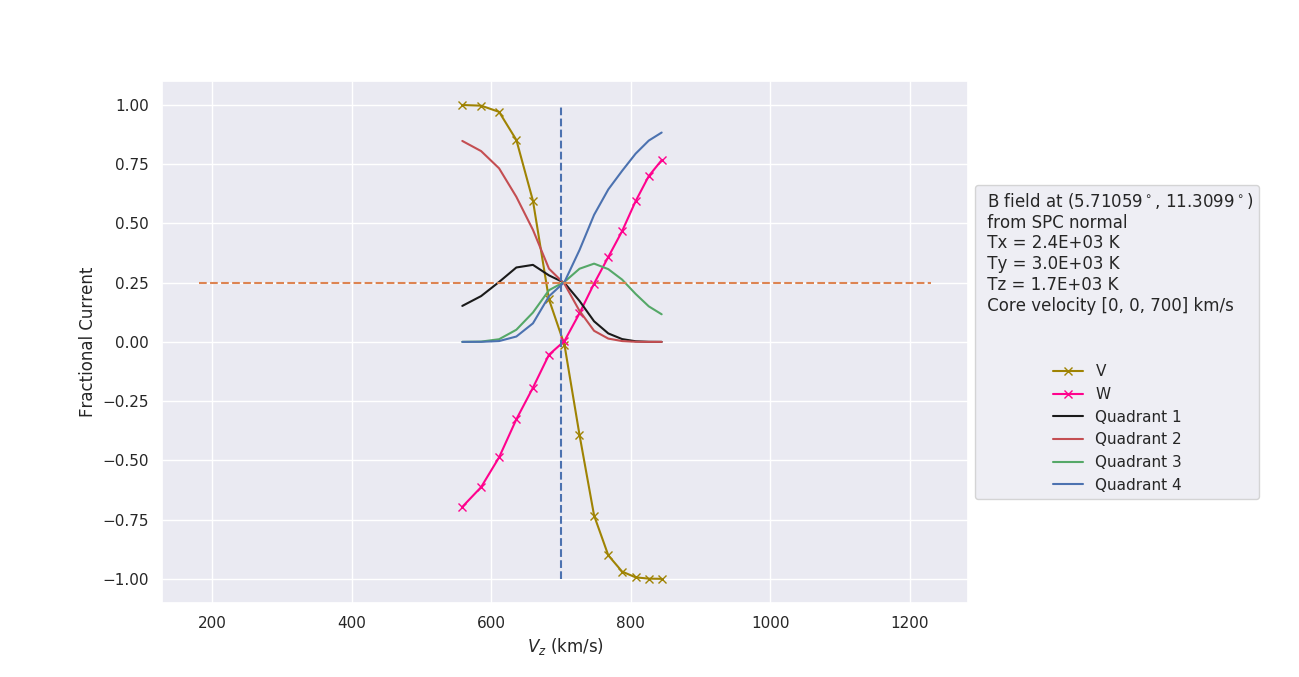 1.00
0.75
0.50
0.25
0.00
−0.25
−0.50
−0.75
−1.00
Fractional Current
200 400 600 800 1000 1200
Vz (km/s)
B field at (5.71059°, 11.3099°)
from SPC normal
Tx = 2.4E+03 K
Ty = 3.0E+03 K
Tz = 1.7E+03 K
Core velocity [0, 0, 700] km/s
V
W
Quadrant 1
Quadrant 2
Quadrant 3
Quadrant 4